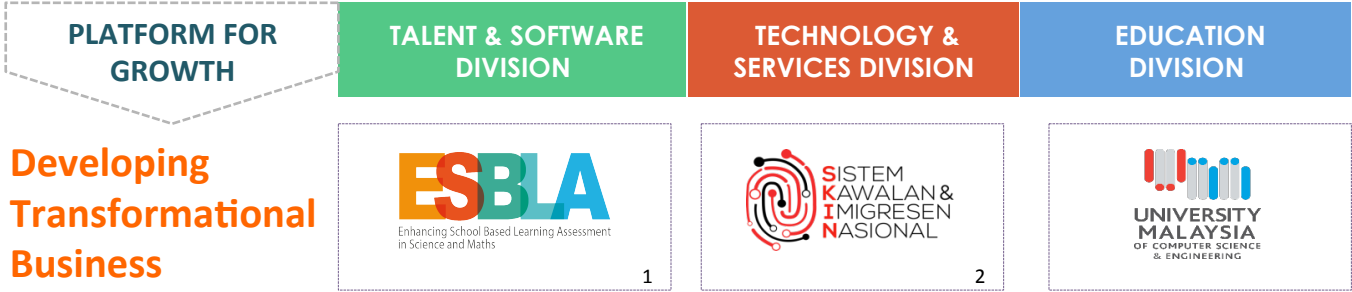 PLATFORM FOR
GROWTH
TALENT & SOFTWARE
DIVISION
TECHNOLOGY &
SERVICES DIVISION
EDUCATION
DIVISION
Developing
Transformational
Business
ESBLA
Enhancing School Based Learning Assessment
in Science and Maths
1
SISTEM
KAWALAN &
IMIGRESEN
NASIONAL
2
UNIVERSITY
MALAYSIA
OF COMPUTER SCIENCE
& ENGINEERING